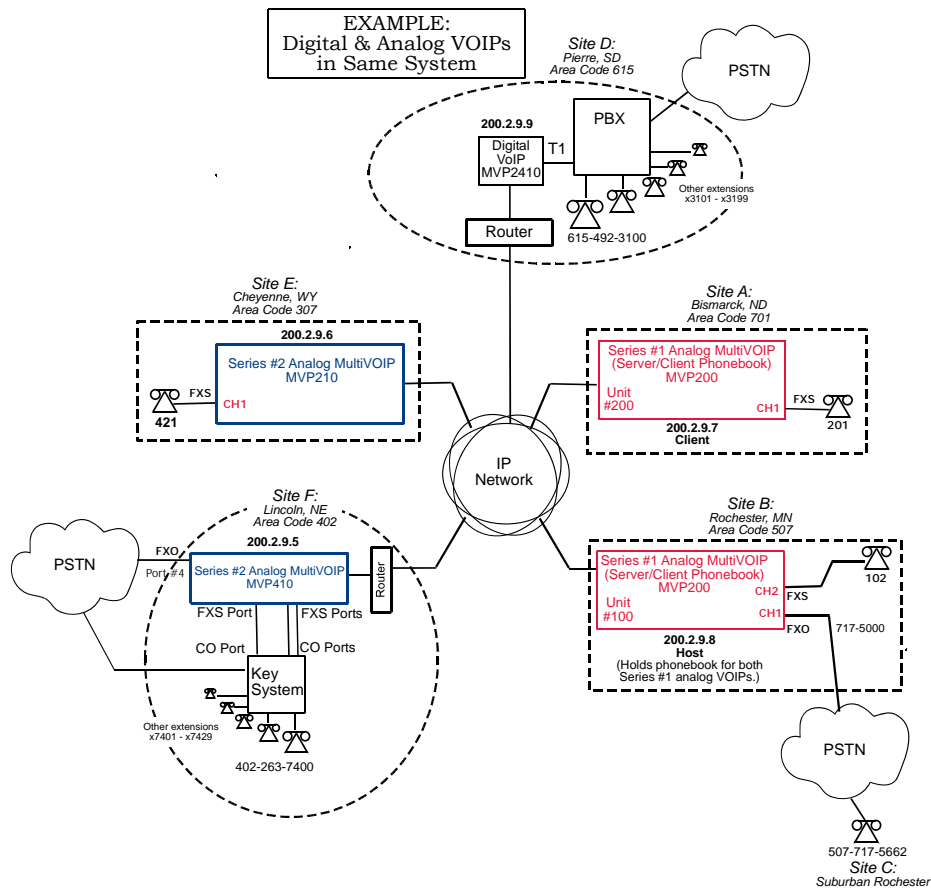 EXAMPLE:
Digital & Analog VOIPs
in Same System
Site D:
Pierre, SD
Area Code 615
PSTN
200.2.9.9
PBX
Digital
VoIP
MVP2410
T1
Other extensions
x3101 - x3199
Router
615-492-3100
Site E:
Cheyenne, WY
Area Code 307
200.2.9.6
Series #2 Analog MultiVOIP
MVP210
FXS
CH1
421
Site A:
Bismarck, ND
Area Code 701
Series #1 Analog MultiVOIP
(Server/Client Phonebook)
MVP200
Unit
#200
CH1
FXS
201
200.2.9.7
Client
IP
Network
Site F:
Lincoln, NE
Area Code 402
200.2.9.5
PSTN
FXO
Port #4
Series #2 Analog MultiVOIP
MVP410
Router
FXS Port
FXS Ports
CO Port
CO Ports
Key
System
Other extensions
x7401 - x7429
402-263-7400
Site B:
Rochester, MN
Area Code 507
Series #1 Analog MultiVOIP
(Server/Client Phonebook)
MVP200
Unit
#100
CH2
FXS
102
CH1
FXO
717-5000
200.2.9.8
Host
(Holds phonebook for both
Series #1 analog VOIPs.)
PSTN
507-717-5662
Site C:
Suburban Rochester